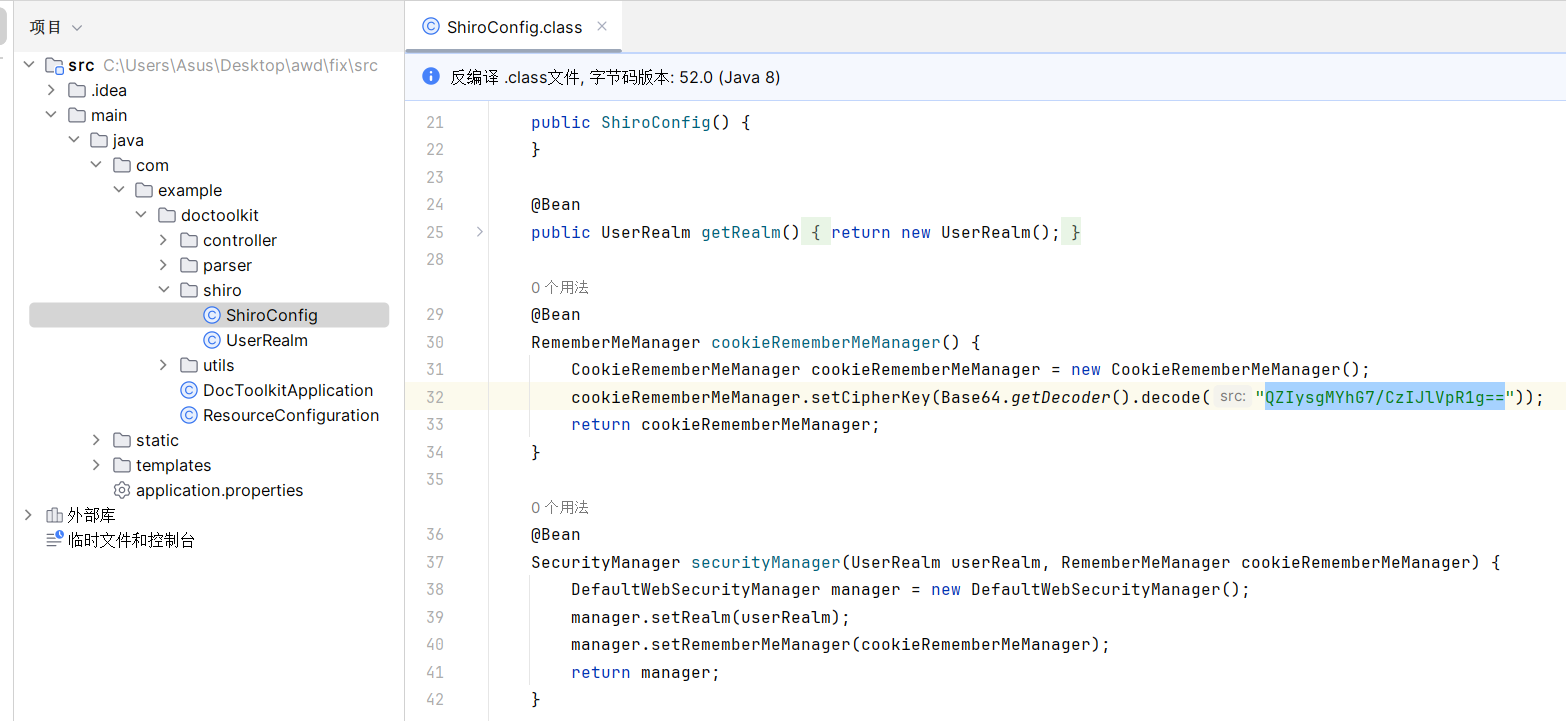 项目
src C:\Users\Asus\Desktop\awd\fix\src
.idea
main
java
com
example
doctoolkit
controller
parser
shiro
ShiroConfig
UserRealm
utils
DocToolkitApplication
ResourceConfiguration
static
templates
application.properties
外部库
临时文件和控制台
ShiroConfig.class
反编译 .class文件, 字节码版本: 52.0 (Java 8)
21 public ShiroConfig() {
22 }
23
24 @Bean
25 public UserRealm getRealm() { return new UserRealm(); }
28
0 个用法
29 @Bean
30 RememberMeManager cookieRememberMeManager() {
31 CookieRememberMeManager cookieRememberMeManager = new CookieRememberMeManager();
32 cookieRememberMeManager.setCipherKey(Base64.getDecoder().decode( src: "QZIysgMYhG7/CzIJlVpR1g=="));
33 return cookieRememberMeManager;
34 }
35
0 个用法
36 @Bean
37 SecurityManager securityManager(UserRealm userRealm, RememberMeManager cookieRememberMeManager) {
38 DefaultWebSecurityManager manager = new DefaultWebSecurityManager();
39 manager.setRealm(userRealm);
40 manager.setRememberMeManager(cookieRememberMeManager);
41 return manager;
42 }